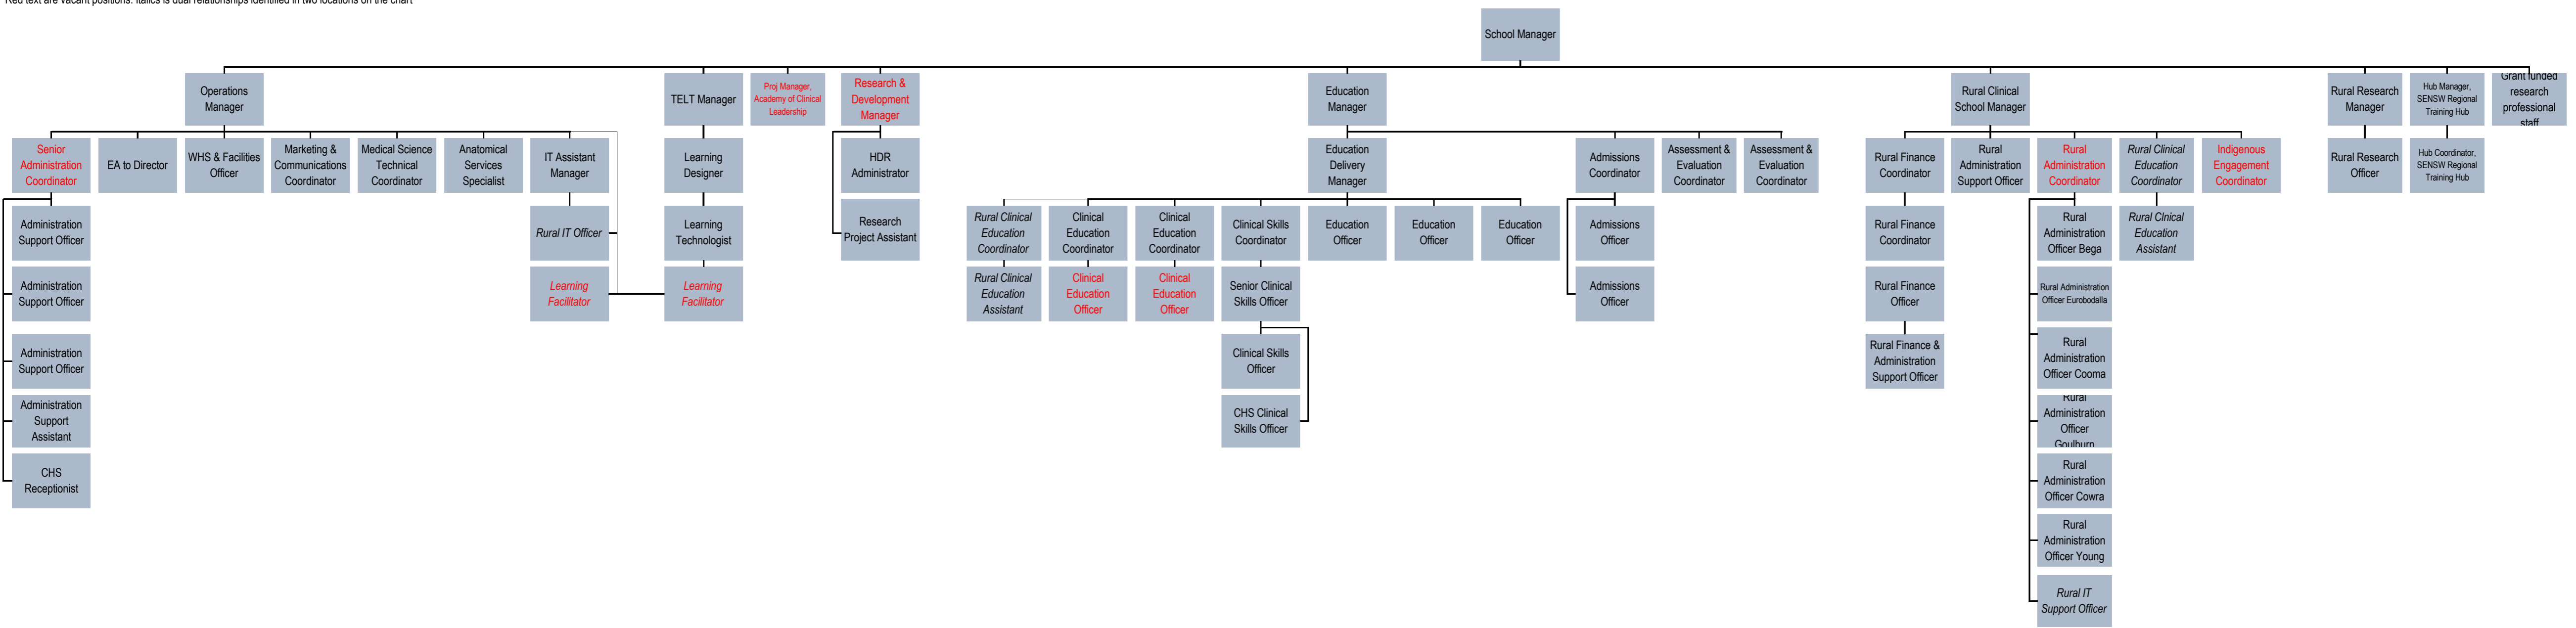 Red text are vacant positions. Italics is dual relationships identified in two locations on the chart
School Manager
Operations
Manager
TELT Manager
Proj Manager,
Academy of Clinical
Leadership
Research &
Development
Manager
Education
Manager
Rural Clinical
School Manager
Rural Research
Manager
Hub Manager,
SENSW Regional
Training Hub
Grant funded
research
professional
staff
Senior
Administration
Coordinator
EA to Director
WHS & Facilities
Officer
Marketing &
Communications
Coordinator
Medical Science
Technical
Coordinator
Anatomical
Services
Specialist
IT Assistant
Manager
Learning
Designer
HDR
Administrator
Education
Delivery
Manager
Admissions
Coordinator
Assessment &
Evaluation
Coordinator
Assessment &
Evaluation
Coordinator
Rural Finance
Coordinator
Rural
Administration
Support Officer
Rural
Administration
Coordinator
Rural Clinical
Education
Coordinator
Indigenous
Engagement
Coordinator
Rural Research
Officer
Hub Coordinator,
SENSW Regional
Training Hub
Administration
Support Officer
Rural IT Officer
Learning
Technologist
Research
Project Assistant
Rural Clinical
Education
Coordinator
Clinical
Education
Coordinator
Clinical
Education
Coordinator
Clinical Skills
Coordinator
Education
Officer
Education
Officer
Education
Officer
Admissions
Officer
Rural Finance
Coordinator
Rural
Administration
Officer Bega
Rural Clnical
Education
Assistant
Administration
Support Officer
Learning
Facilitator
Learning
Facilitator
Rural Clinical
Education
Assistant
Clinical
Education
Officer
Clinical
Education
Officer
Senior Clinical
Skills Officer
Admissions
Officer
Rural Finance
Officer
Rural Administration
Officer Eurobodalla
Administration
Support Officer
Clinical Skills
Officer
Rural Finance &
Administration
Support Officer
Rural
Administration
Officer Cooma
Administration
Support
Assistant
CHS Clinical
Skills Officer
Rural
Administration
Officer
Goulburn
CHS
Receptionist
Rural
Administration
Officer Cowra
Rural
Administration
Officer Young
Rural IT
Support Officer